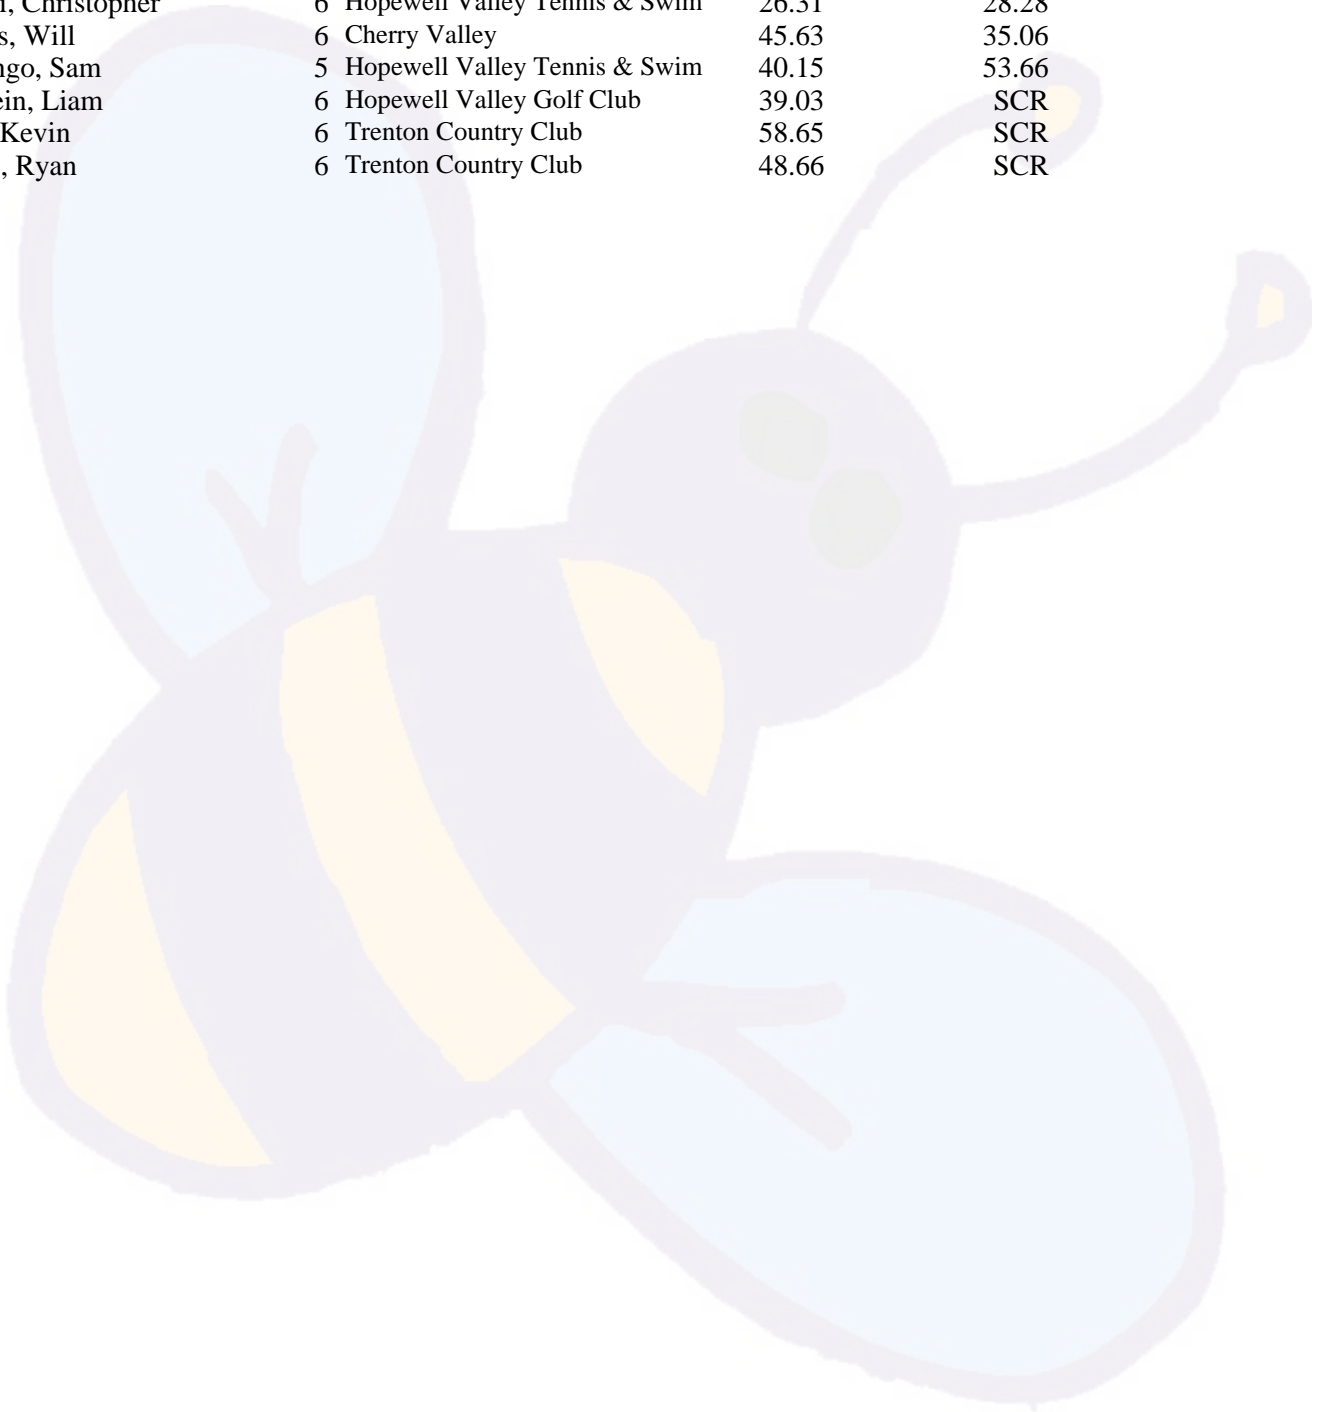 i, Christopher 6 Hopewell Valley Tennis & Swim 26.31 28.28
s, Will 6 Cherry Valley 45.63 35.06
ngo, Sam 5 Hopewell Valley Tennis & Swim 40.15 53.66
ein, Liam 6 Hopewell Valley Golf Club 39.03 SCR
Kevin 6 Trenton Country Club 58.65 SCR
, Ryan 6 Trenton Country Club 48.66 SCR